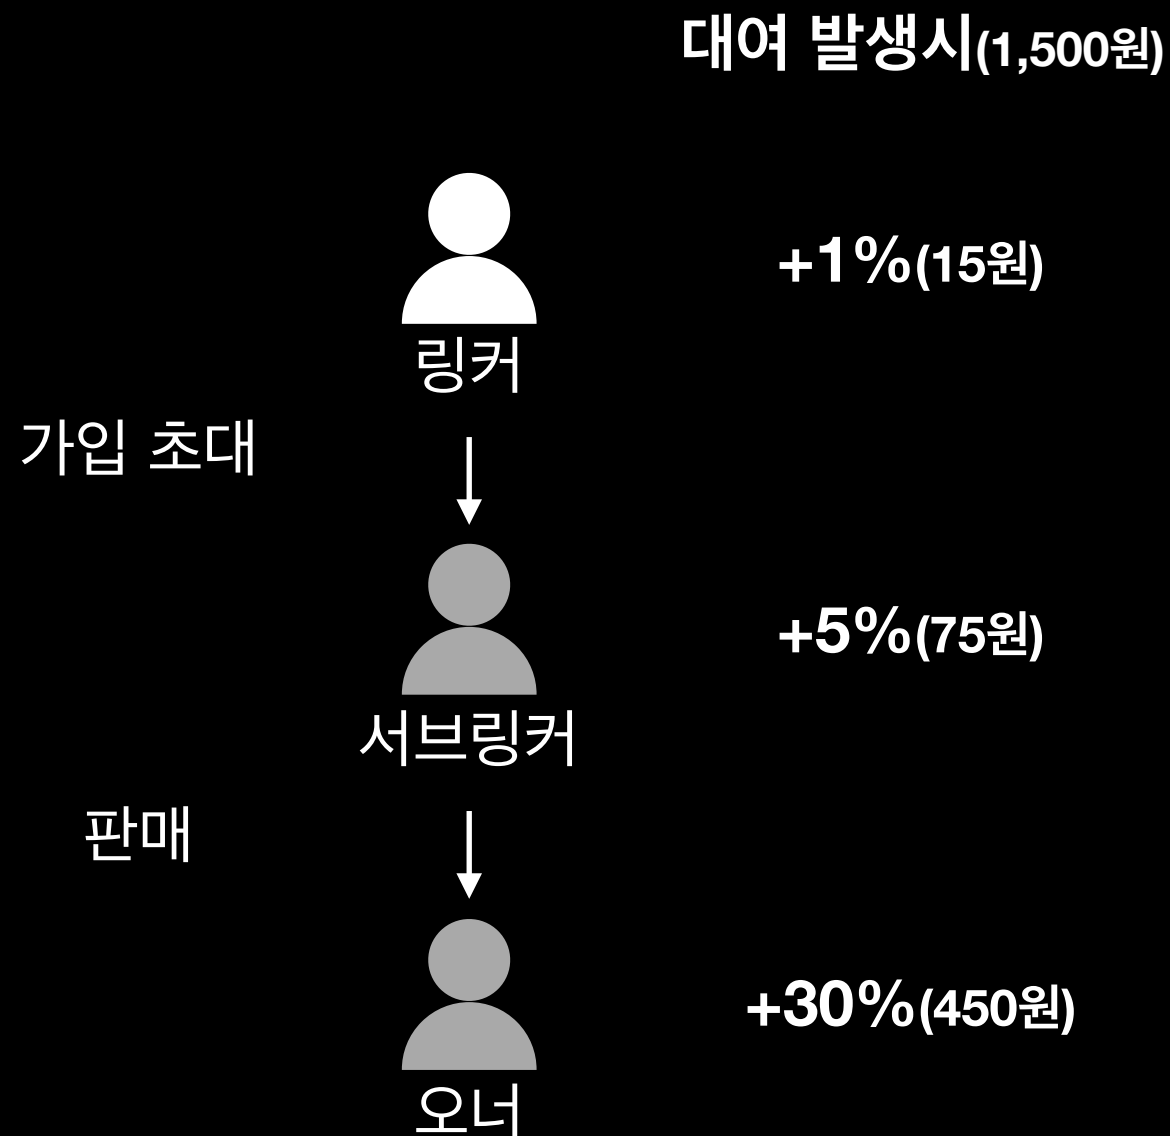 대여 발생시(1,500원)
+1%(15원)
링커
가입 초대
+5%(75원)
서브링커
판매
+30%(450원)
오너